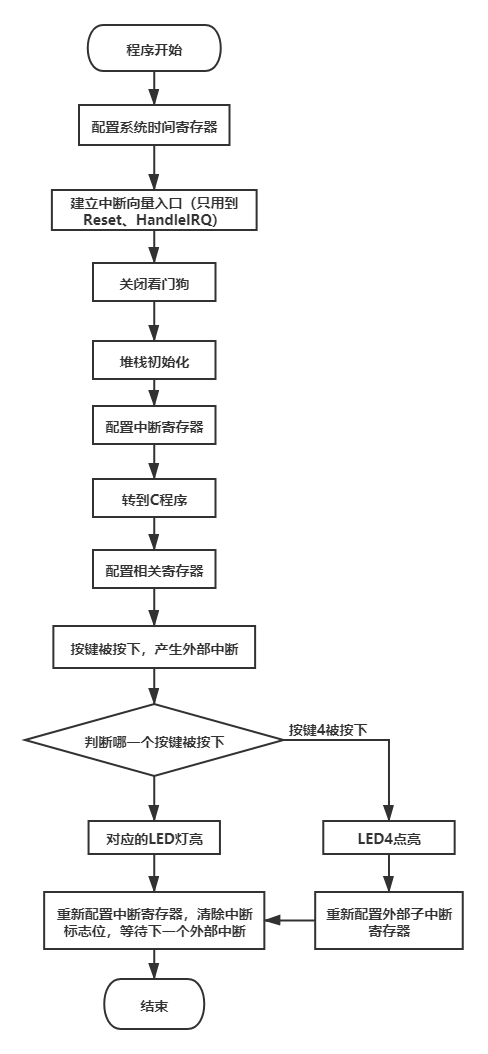 程序开始
配置系统时间寄存器
建立中断向量入口（只用到
Reset、HandleIRQ）
关闭看门狗
堆栈初始化
配置中断寄存器
转到C程序
配置相关寄存器
按键被按下，产生外部中断
判断哪一个按键被按下
按键4被按下
对应的LED灯亮
LED4点亮
重新配置中断寄存器，清除中断
标志位，等待下一个外部中断
重新配置外部子中断
寄存器
结束